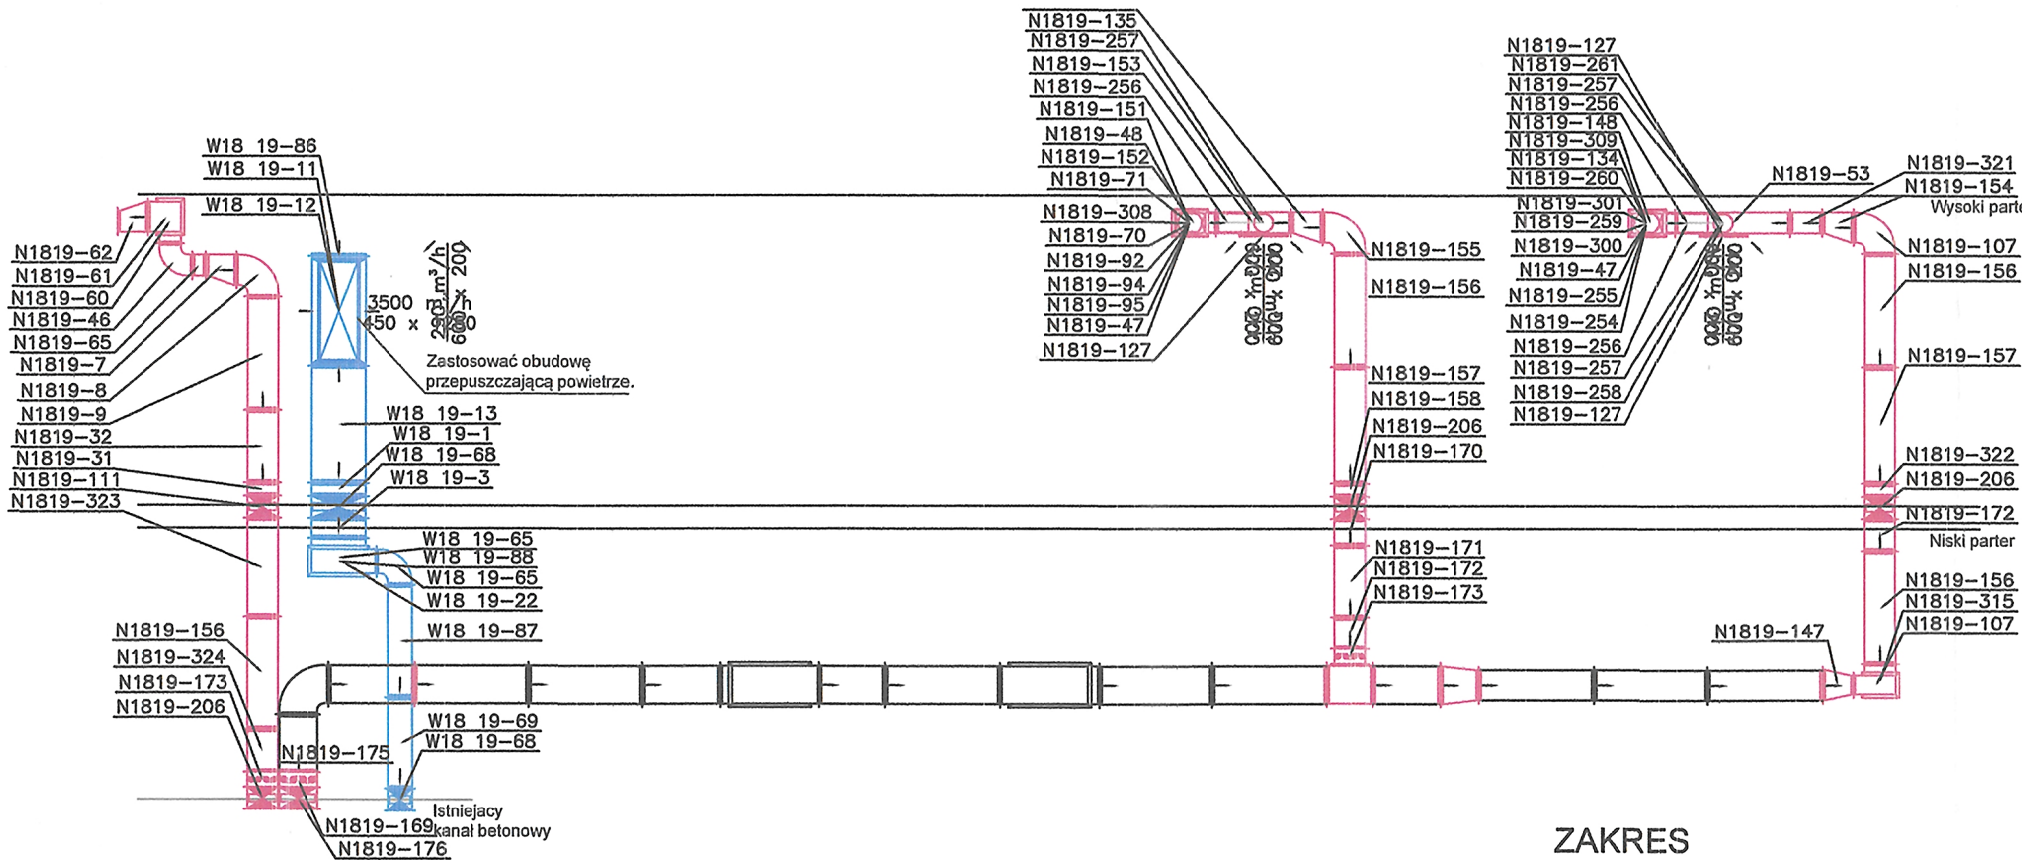 W18 19-86
W18 19-11
W18 19-12
N1819-62
N1819-61
N1819-60
N1819-46
N1819-65
N1819-7
N1819-8
N1819-9
N1819-32
N1819-31
N1819-111
N1819-323
N1819-156
N1819-324
N1819-173
N1819-206
N1819-175
N1819-169
N1819-176
3500 m³/h
450 x
m³/h
600 x 200
Zastosować obudowę
przepuszczającą powietrze.
W18 19-13
W18 19-1
W18 19-68
W18 19-3
W18 19-65
W18 19-88
W18 19-65
W18 19-22
W18 19-87
W18 19-69
W18 19-68
Istniejacy
kanał betonowy
N1819-135
N1819-257
N1819-153
N1819-256
N1819-151
N1819-48
N1819-152
N1819-71
N1819-308
N1819-70
N1819-92
N1819-94
N1819-95
N1819-47
N1819-127
N1819-155
N1819-156
N1819-157
N1819-158
N1819-206
N1819-170
N1819-171
N1819-172
N1819-173
N1819-127
N1819-261
N1819-257
N1819-256
N1819-148
N1819-309
N1819-134
N1819-260
N1819-301
N1819-259
N1819-300
N1819-47
N1819-255
N1819-254
N1819-256
N1819-257
N1819-258
N1819-127
N1819-53
N1819-321
N1819-154
Wysoki parte
N1819-107
N1819-156
N1819-157
N1819-322
N1819-206
N1819-172
Niski parter
N1819-156
N1819-315
N1819-107
N1819-147
ZAKRES